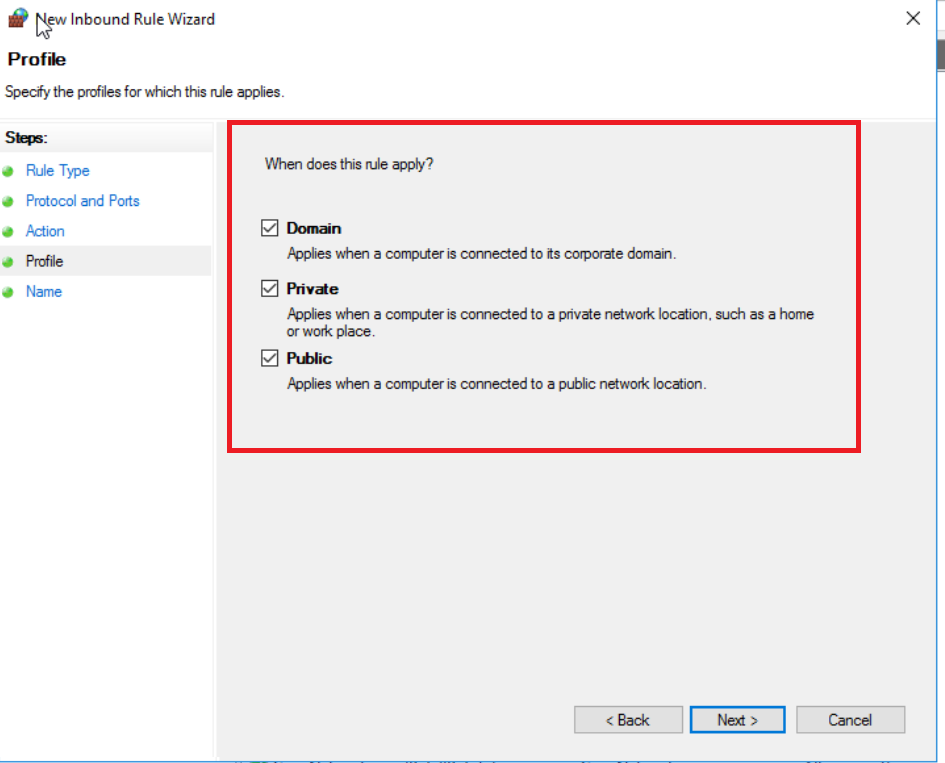 New Inbound Rule Wizard
Profile
Specify the profiles for which this rule applies.
Steps:
Rule Type
Protocol and Ports
Action
Profile
Name
When does this rule apply?
Domain
Applies when a computer is connected to its corporate domain.
Private
Applies when a computer is connected to a private network location, such as a home
or work place.
Public
Applies when a computer is connected to a public network location.
< Back
Next >
Cancel